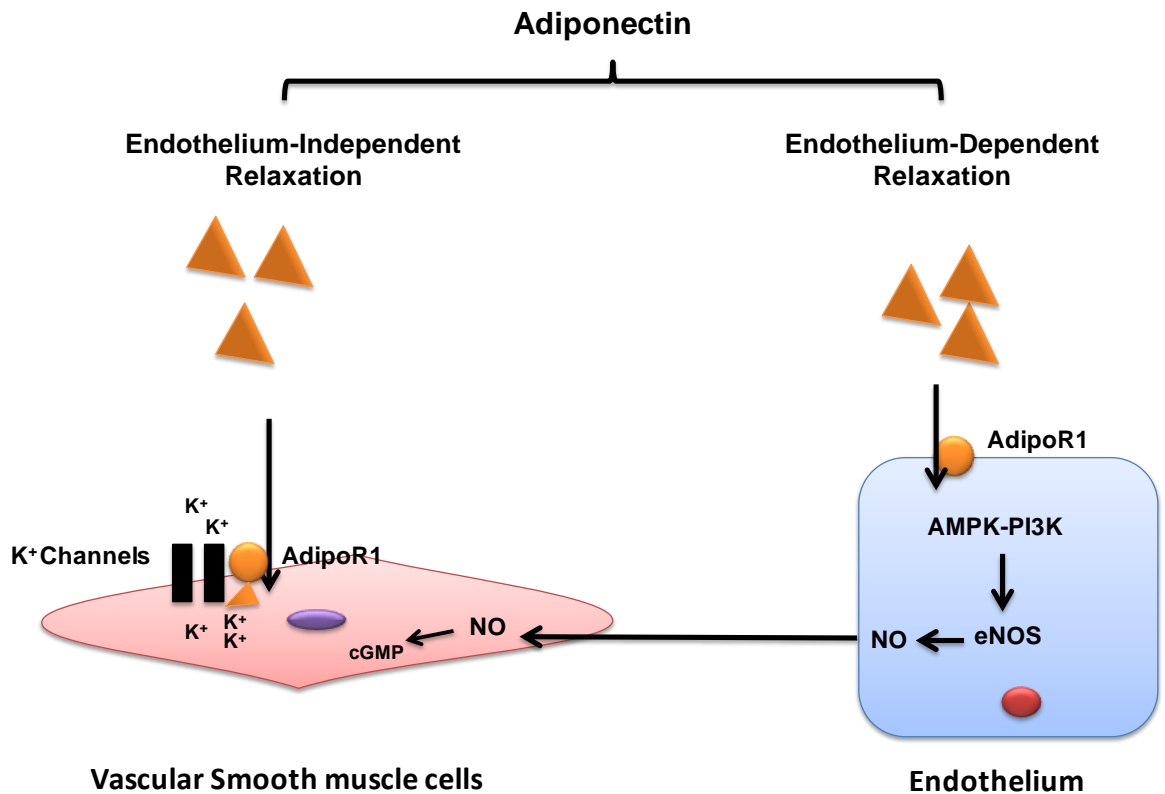 Adiponectin
Endothelium-Independent
Relaxation
Endothelium-Dependent
Relaxation
AdipoR1
K⁺
K⁺
K⁺Channels
AdipoR1
AMPK-PI3K
K⁺
K⁺
K⁺
cGMP
NO
NO
eNOS
Vascular Smooth muscle cells
Endothelium